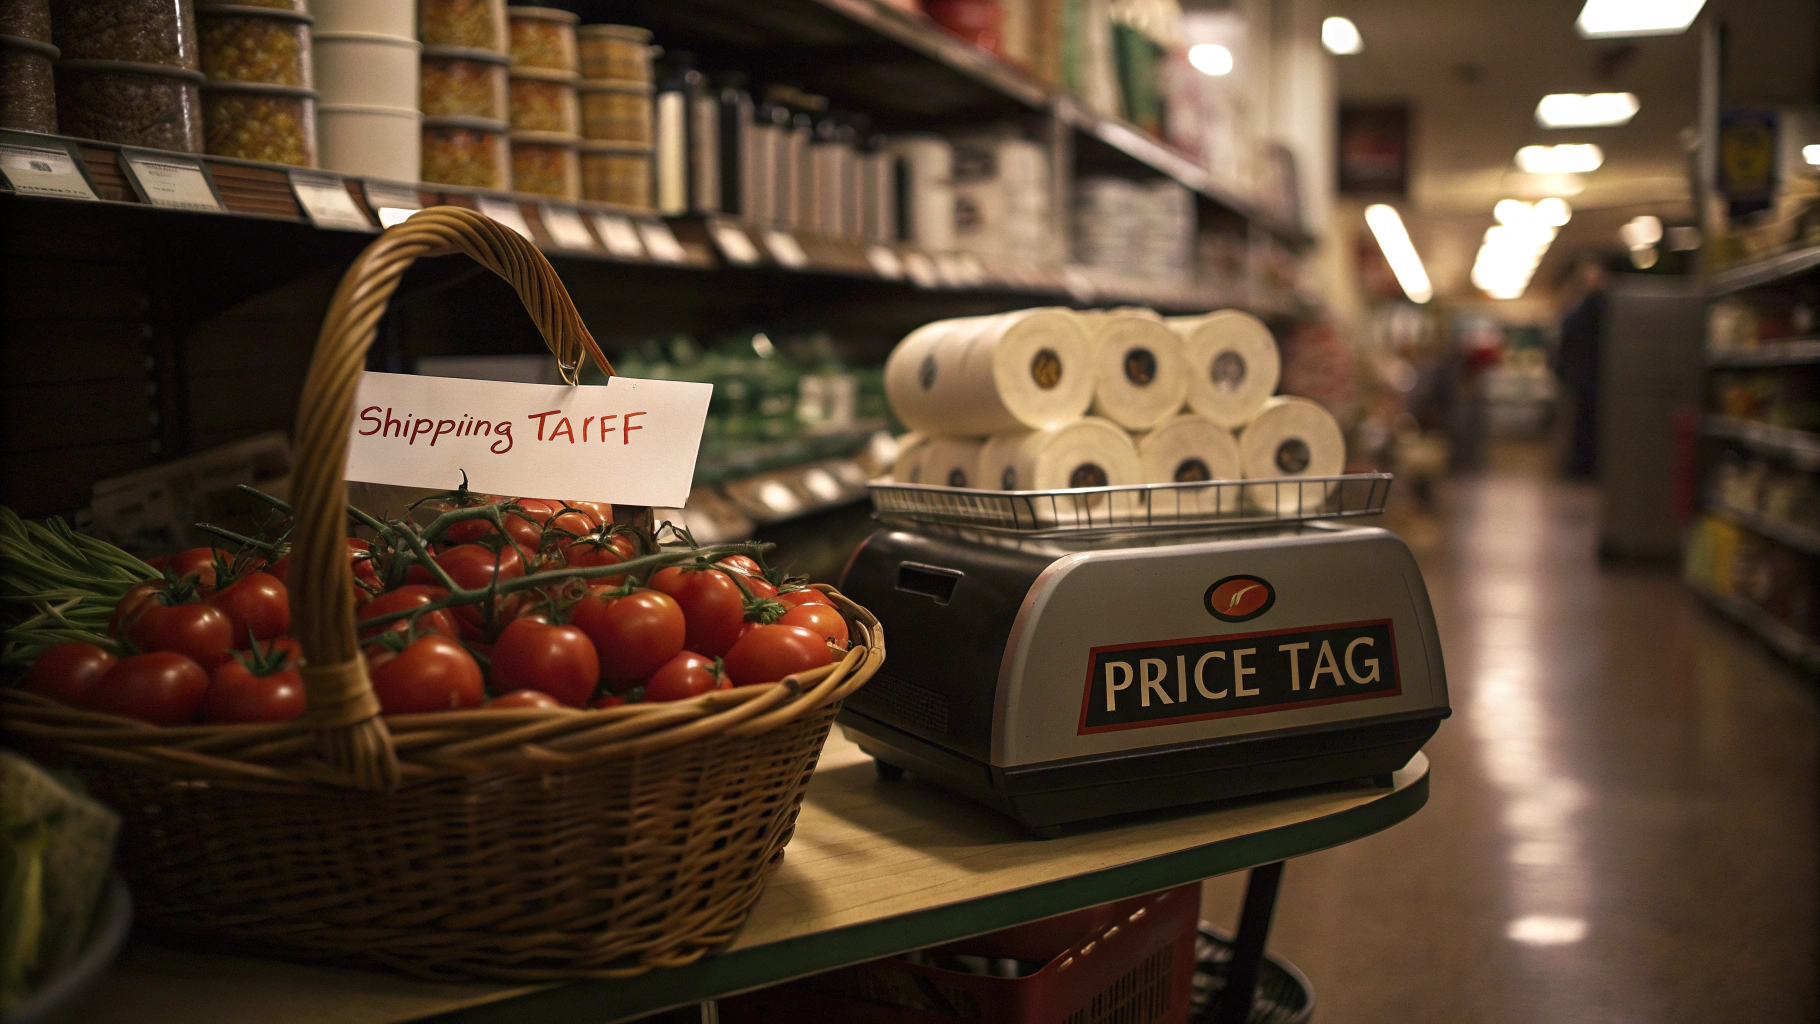 Shippiing TAIFF
PRICE TAG